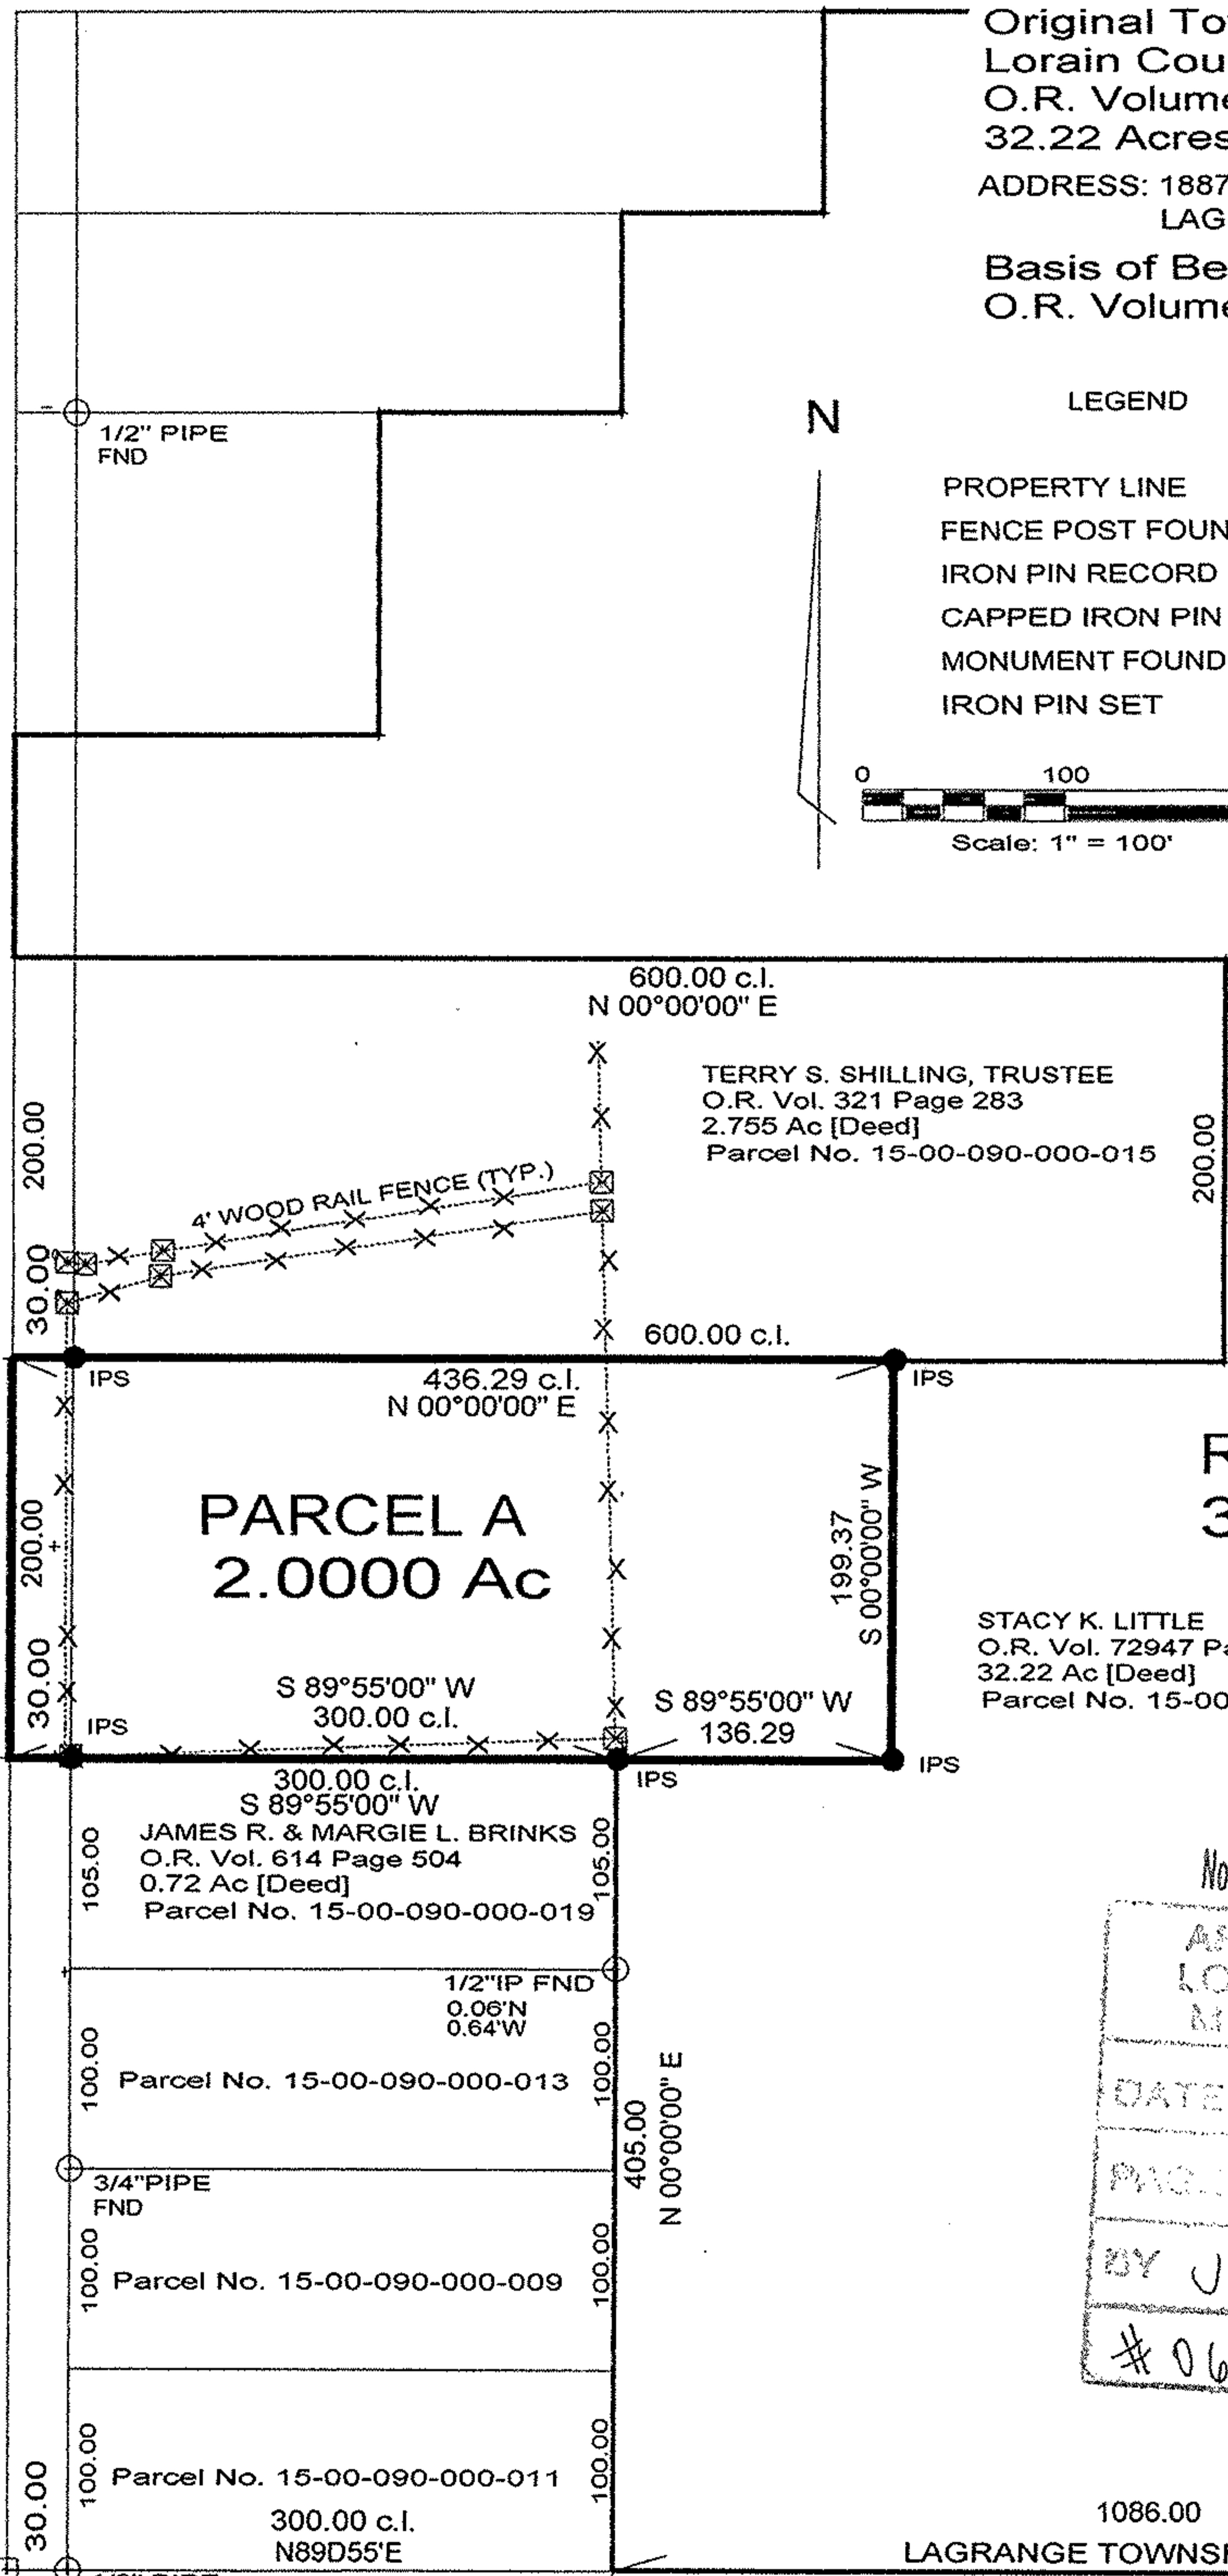 Original To
Lorain Cou
O.R. Volume
32.22 Acres
ADDRESS: 1887
LAG
Basis of Be
O.R. Volume
LEGEND
N
1/2" PIPE
FND
PROPERTY LINE
FENCE POST FOUN
IRON PIN RECORD
CAPPED IRON PIN
MONUMENT FOUND
IRON PIN SET
0 100
Scale: 1" = 100'
600.00 c.l.
N 00°00'00" E
TERRY S. SHILLING, TRUSTEE
O.R. Vol. 321 Page 283
2.755 Ac [Deed]
Parcel No. 15-00-090-000-015
200.00
200.00
4' WOOD RAIL FENCE (TYP.)
30.00
600.00 c.l.
IPS
436.29 c.l.
N 00°00'00" E
IPS
R
3
PARCEL A
2.0000 Ac
200.00
199.37
S 00°00'00" W
STACY K. LITTLE
O.R. Vol. 72947 Pa
32.22 Ac [Deed]
Parcel No. 15-00
30.00
S 89°55'00" W
300.00 c.l.
S 89°55'00" W
136.29
IPS
IPS
IPS
300.00 c.l.
S 89°55'00" W
JAMES R. & MARGIE L. BRINKS
O.R. Vol. 614 Page 504
0.72 Ac [Deed]
Parcel No. 15-00-090-000-019
105.00
105.00
No
1/2"IP FND
0.06'N
0.64'W
100.00
Parcel No. 15-00-090-000-013
100.00
405.00
N 00°00'00" E
DATE
3/4"PIPE
FND
100.00
Parcel No. 15-00-090-000-009
100.00
BY J
# 06
100.00
Parcel No. 15-00-090-000-011
100.00
30.00
300.00 c.l.
N89D55'E
1086.00
LAGRANGE TOWNS